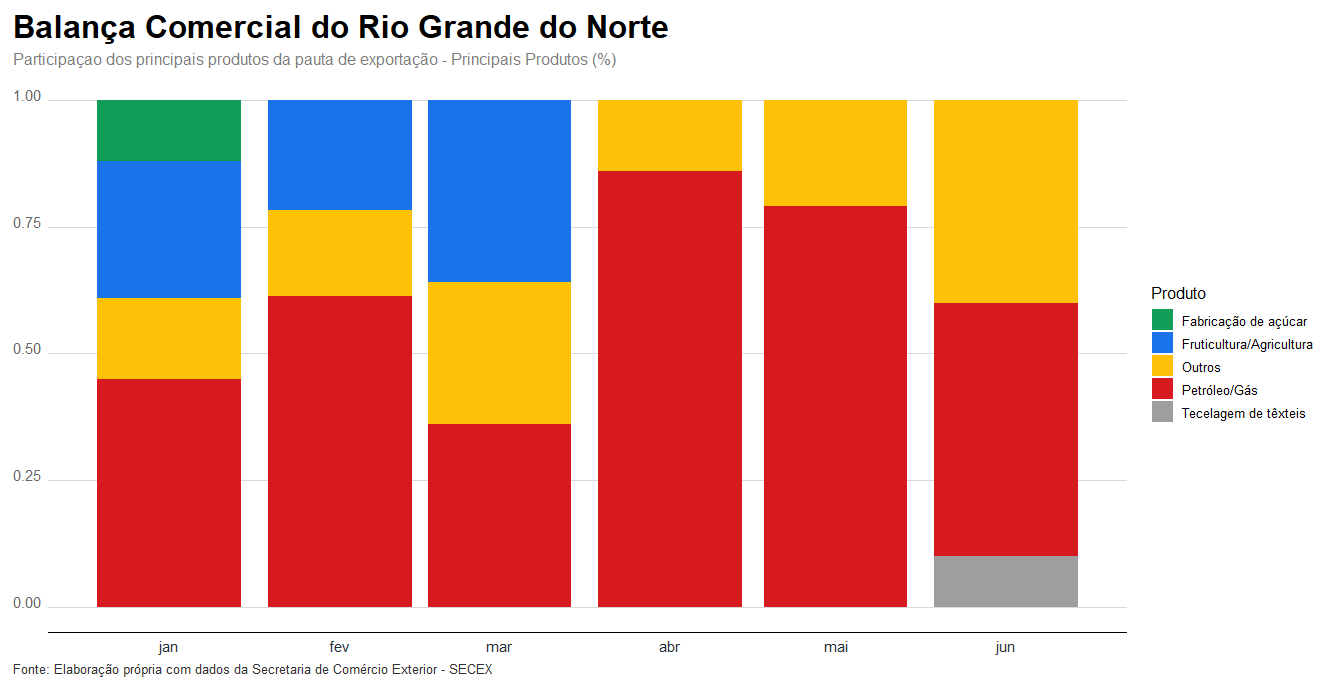 Balança Comercial do Rio Grande do Norte
Participaçao dos principais produtos da pauta de exportação - Principais Produtos (%)
1.00
0.75
0.50
0.25
0.00
jan fev mar abr mai jun
Produto
Fabricação de açúcar
Fruticultura/Agricultura
Outros
Petróleo/Gás
Tecelagem de têxteis
Fonte: Elaboração própria com dados da Secretaria de Comércio Exterior - SECEX